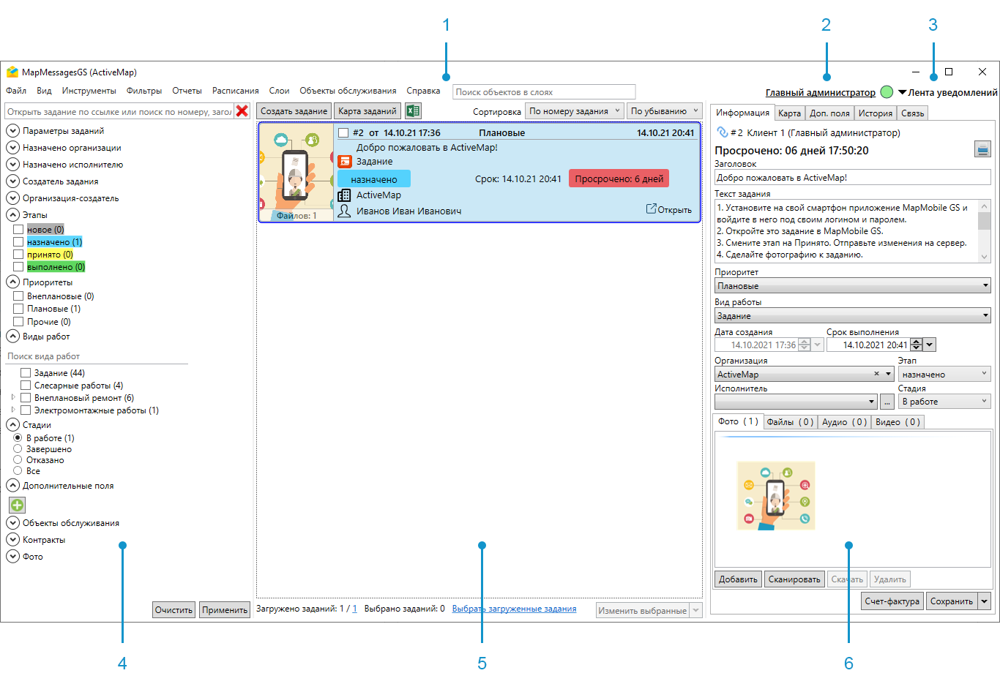 1
2
3
MapMessagesGS (ActiveMap)
Файл Вид Инструменты Фильтры Отчеты Расписания Слои Объекты обслуживания Справка
Поиск объектов в слоях
Главный администратор
Лента уведомлений
Открыть задание по ссылке или поиск по номеру, загол
Параметры заданий
Назначено организации
Назначено исполнителю
Создатель задания
Организация-создатель
Этапы
новое (0)
назначено (1)
принято (0)
выполнено (0)
Приоритеты
Внеплановые (0)
Плановые (1)
Прочие (0)
Виды работ
Поиск вида работ
Задание (44)
Слесарные работы (4)
Внеплановый ремонт (6)
Электромонтажные работы (1)
Стадии
В работе (1)
Завершено
Отказано
Все
Дополнительные поля
Объекты обслуживания
Контракты
Фото
Очистить Применить
Создать задание Карта заданий Сортировка По номеру задания По убыванию
#2 от 14.10.21 17:36 Плановые 14.10.21 20:41
Добро пожаловать в ActiveMap!
Задание
назначено Срок: 14.10.21 20:41 Просрочено: 6 дней
ActiveMap
Иванов Иван Иванович Открыть
Файлов: 1
Загружено заданий: 1 / 1 Выбрано заданий: 0 Выбрать загруженные задания Изменить выбранные
Информация Карта Доп. поля История Связь
# 2 Клиент 1 (Главный администратор)
Просрочено: 06 дней 17:50:20
Заголовок
Добро пожаловать в ActiveMap!
Текст задания
1. Установите на свой смартфон приложение MapMobile GS и
войдите в него под своим логином и паролем.
2. Откройте это задание в MapMobile GS.
3. Смените этап на Принято. Отправьте изменения на сервер.
4. Сделайте фотографию к заданию.
Приоритет
Плановые
Вид работы
Задание
Дата создания Срок выполнения
14.10.2021 17:36 14.10.2021 20:41
Организация Этап
ActiveMap назначено
Исполнитель Стадия
... В работе
Фото ( 1 ) Файлы ( 0 ) Аудио ( 0 ) Видео ( 0 )
Добавить Сканировать Скачать Удалить
Счет-фактура Сохранить
4
5
6